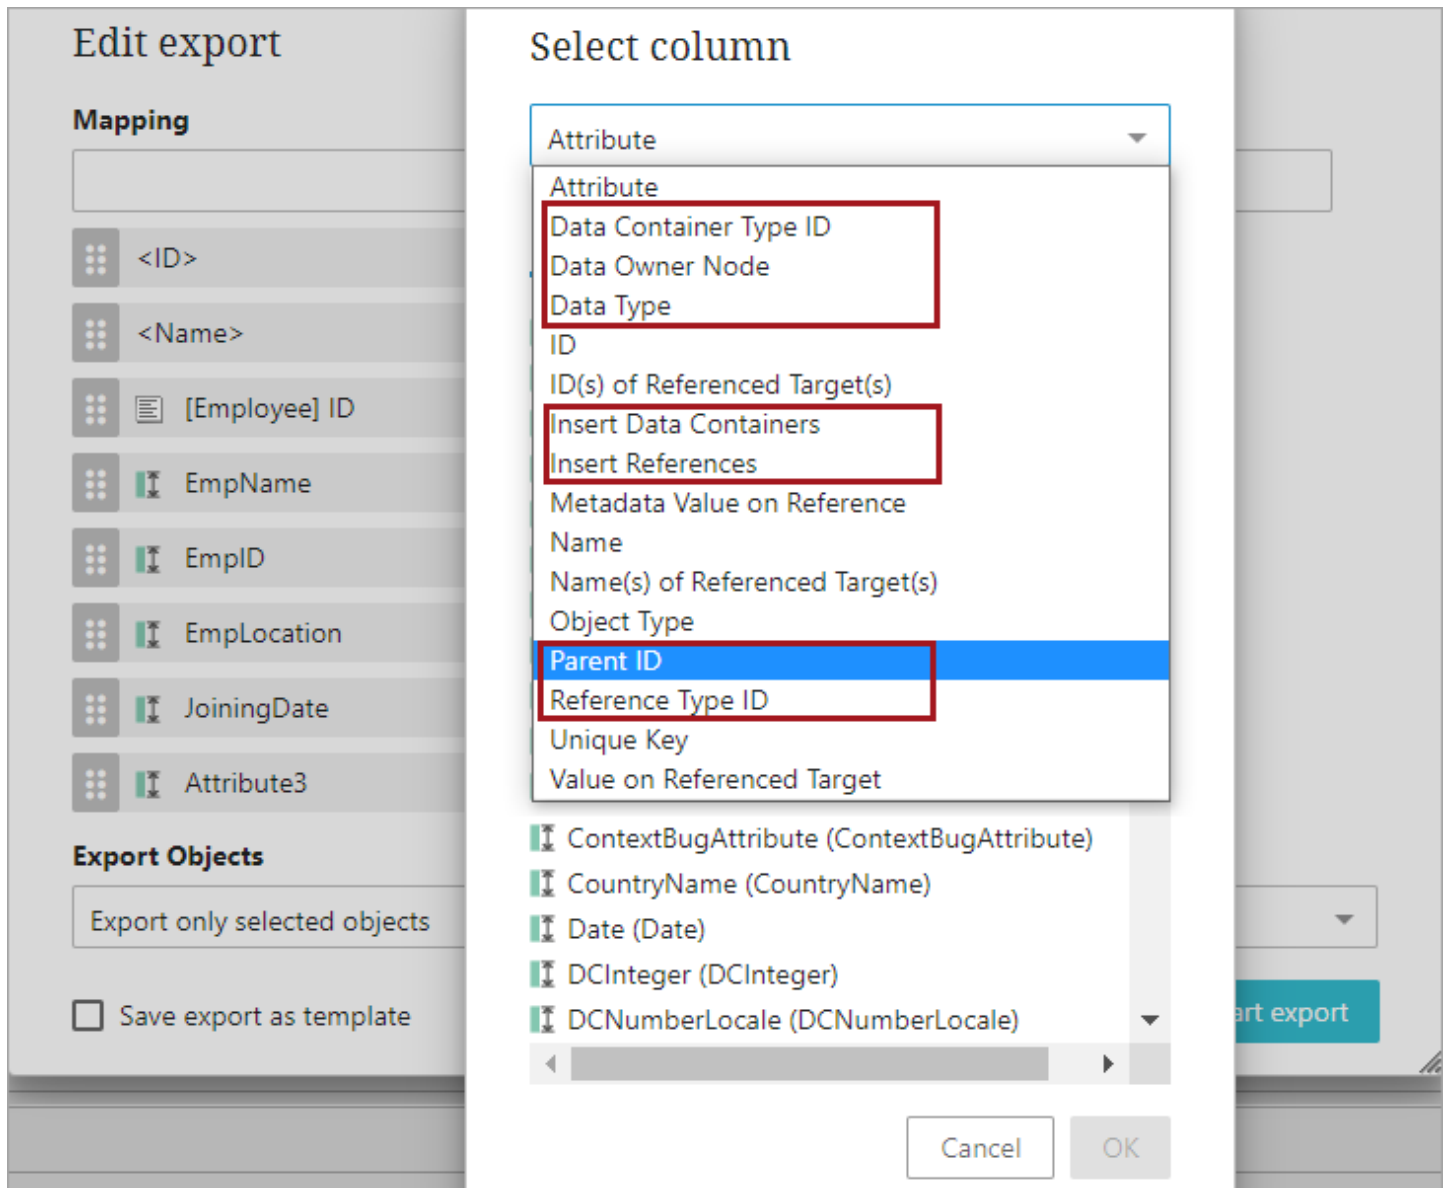 Edit export
Mapping
<ID>
<Name>
[Employee] ID
EmpName
EmpID
EmpLocation
JoiningDate
Attribute3
Export Objects
Export only selected objects
Save export as template
Select column
Attribute
Attribute
Data Container Type ID
Data Owner Node
Data Type
ID
ID(s) of Referenced Target(s)
Insert Data Containers
Insert References
Metadata Value on Reference
Name
Name(s) of Referenced Target(s)
Object Type
Parent ID
Reference Type ID
Unique Key
Value on Referenced Target
ContextBugAttribute (ContextBugAttribute)
CountryName (CountryName)
Date (Date)
DCInteger (DCInteger)
DCNumberLocale (DCNumberLocale)
Cancel
OK
art export